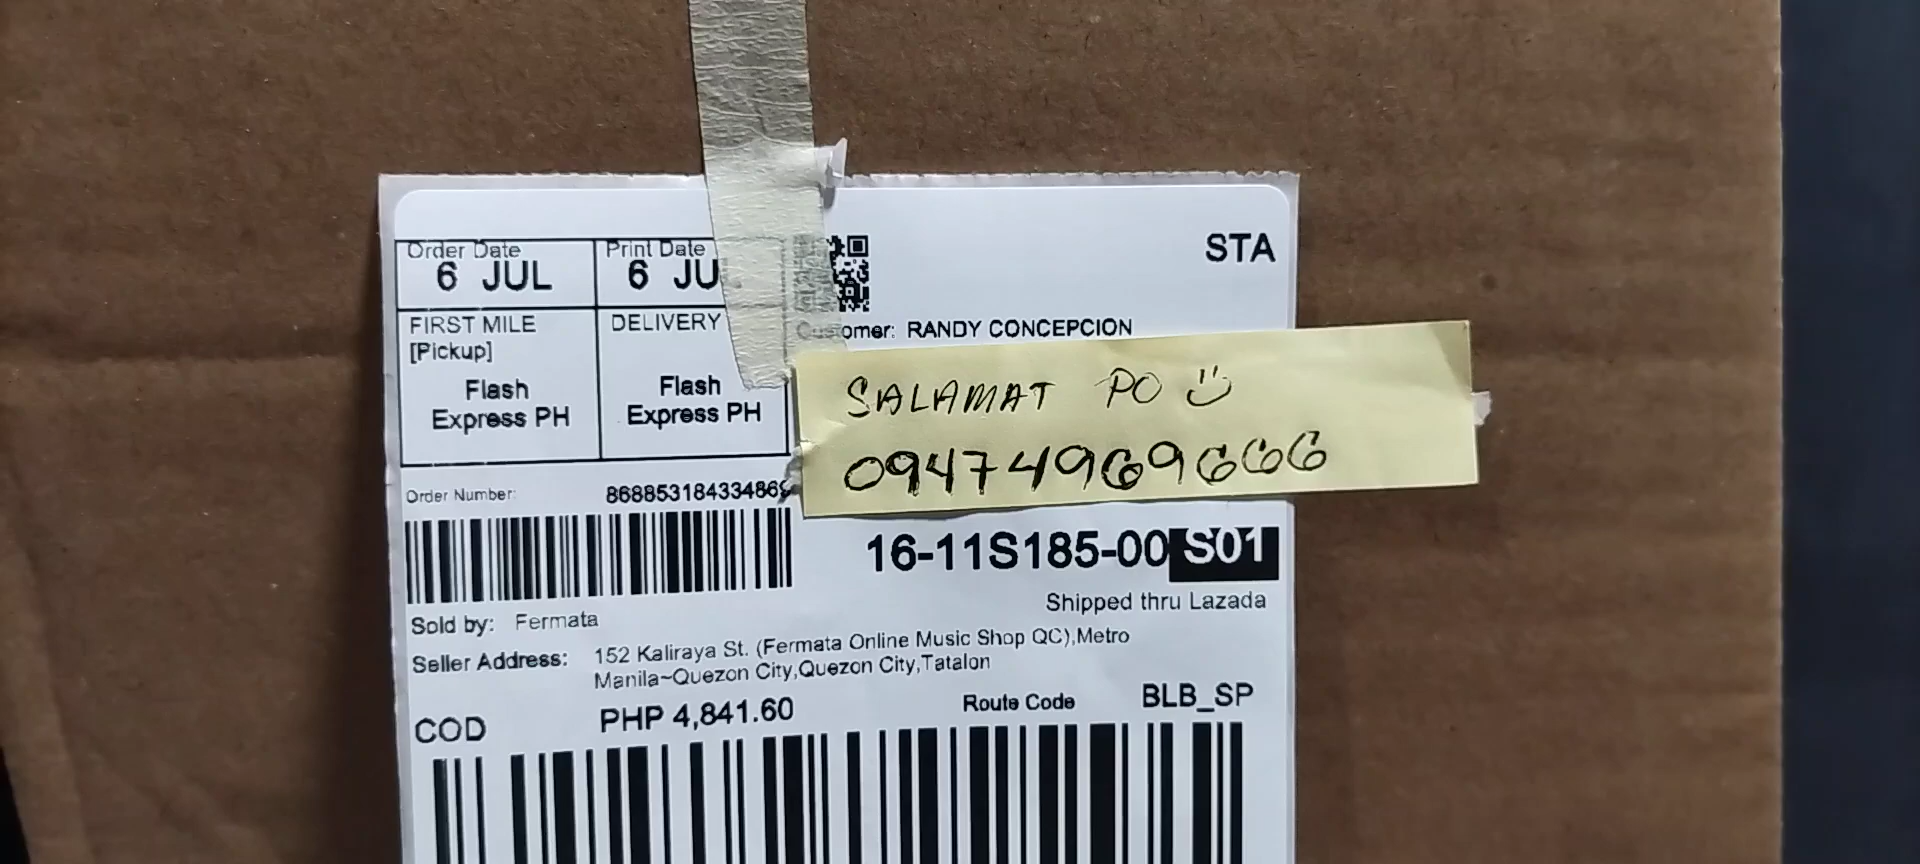 STA
Order Date
6 JUL
Print Date
6 JU
FIRST MILE
[Pickup]
Flash
Express PH
DELIVERY
Flash
Express PH
Customer: RANDY CONCEPCION
SALAMAT PO
09474969666
Order Number: 86885318433486
16-11S185-00 S01
Shipped thru Lazada
Sold by: Fermata
Seller Address: 152 Kaliraya St. (Fermata Online Music Shop QC),Metro
Manila~Quezon City,Quezon City,Tatalon
COD PHP 4,841.60 Route Code BLB_SP